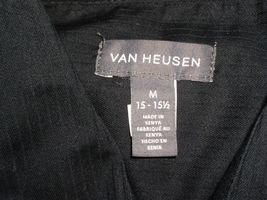 VAN HEUSEN
M
15 - 15½
MADE IN
KENYA
FABRIQUÉ AU
KENYA
HECHO EN
KENIA